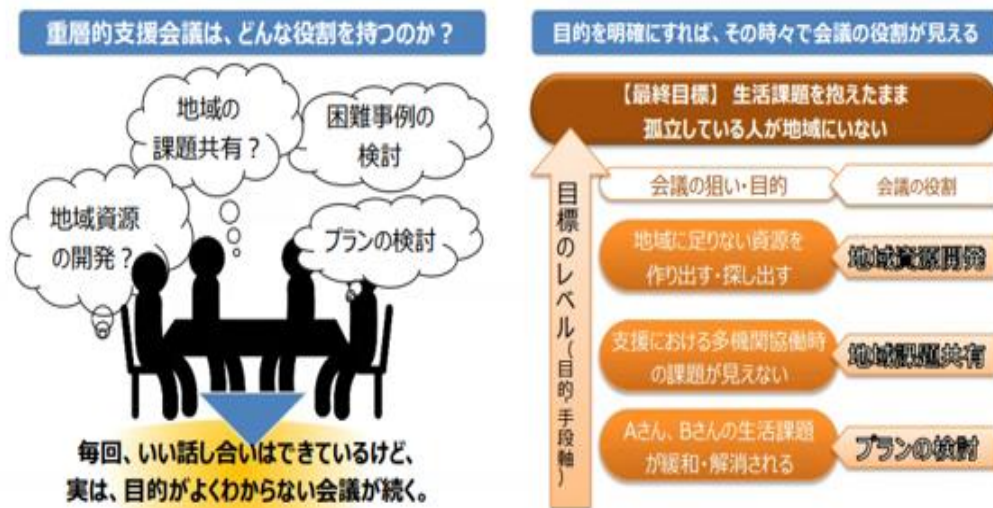 重層的支援会議は、どんな役割を持つのか？
地域の
課題共有？
困難事例の
検討
地域資源
の開発？
プランの検討
毎回、いい話し合いはできているけど、
実は、目的がよくわからない会議が続く。
目的を明確にすれば、その時々で会議の役割が見える
【最終目標】 生活課題を抱えたまま
孤立している人が地域にいない
目標のレベル（目的・手段軸）
会議の狙い・目的
会議の役割
地域に足りない資源を
作り出す・探し出す
地域資源開発
支援における多機関協働時
の課題が見えない
地域課題共有
Aさん、Bさんの生活課題
が緩和・解消される
プランの検討